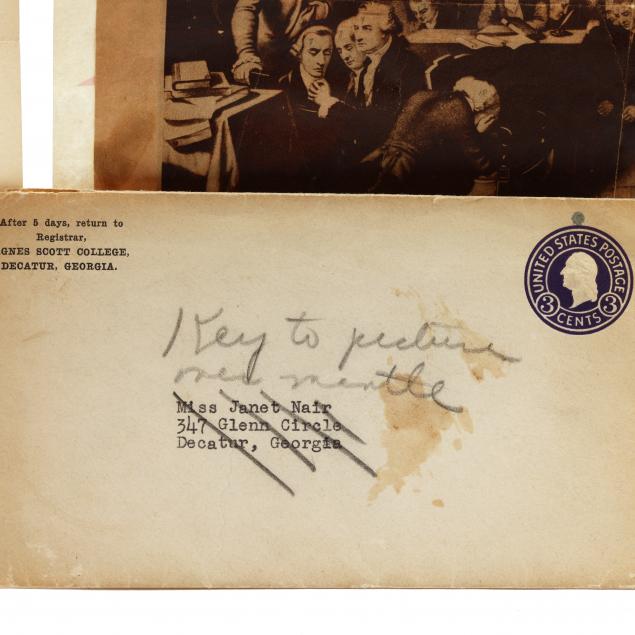 After 5 days, return to
Registrar,
GNES SCOTT COLLEGE,
DECATUR, GEORGIA.
UNITED STATES POSTAGE
3 CENTS 3
Key to picture
over mantle
Miss Janet Nair
347 Glenn Circle
Decatur, Georgia